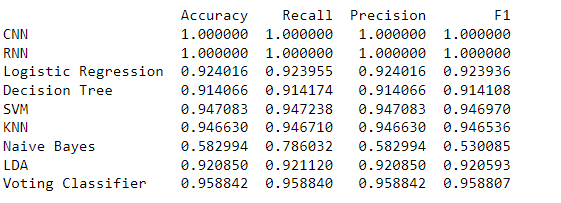 Accuracy Recall Precision F1
CNN 1.000000 1.000000 1.000000 1.000000
RNN 1.000000 1.000000 1.000000 1.000000
Logistic Regression 0.924016 0.923955 0.924016 0.923936
Decision Tree 0.914066 0.914174 0.914066 0.914108
SVM 0.947083 0.947238 0.947083 0.946970
KNN 0.946630 0.946710 0.946630 0.946536
Naive Bayes 0.582994 0.786032 0.582994 0.530085
LDA 0.920850 0.921120 0.920850 0.920593
Voting Classifier 0.958842 0.958840 0.958842 0.958807